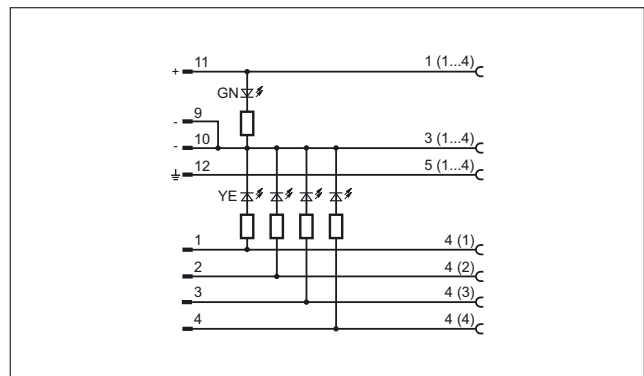 + 11 1 (1...4)
GN
- 9
- 10 3 (1...4)
12 5 (1...4)
YE
1 4 (1)
2 4 (2)
3 4 (3)
4 4 (4)